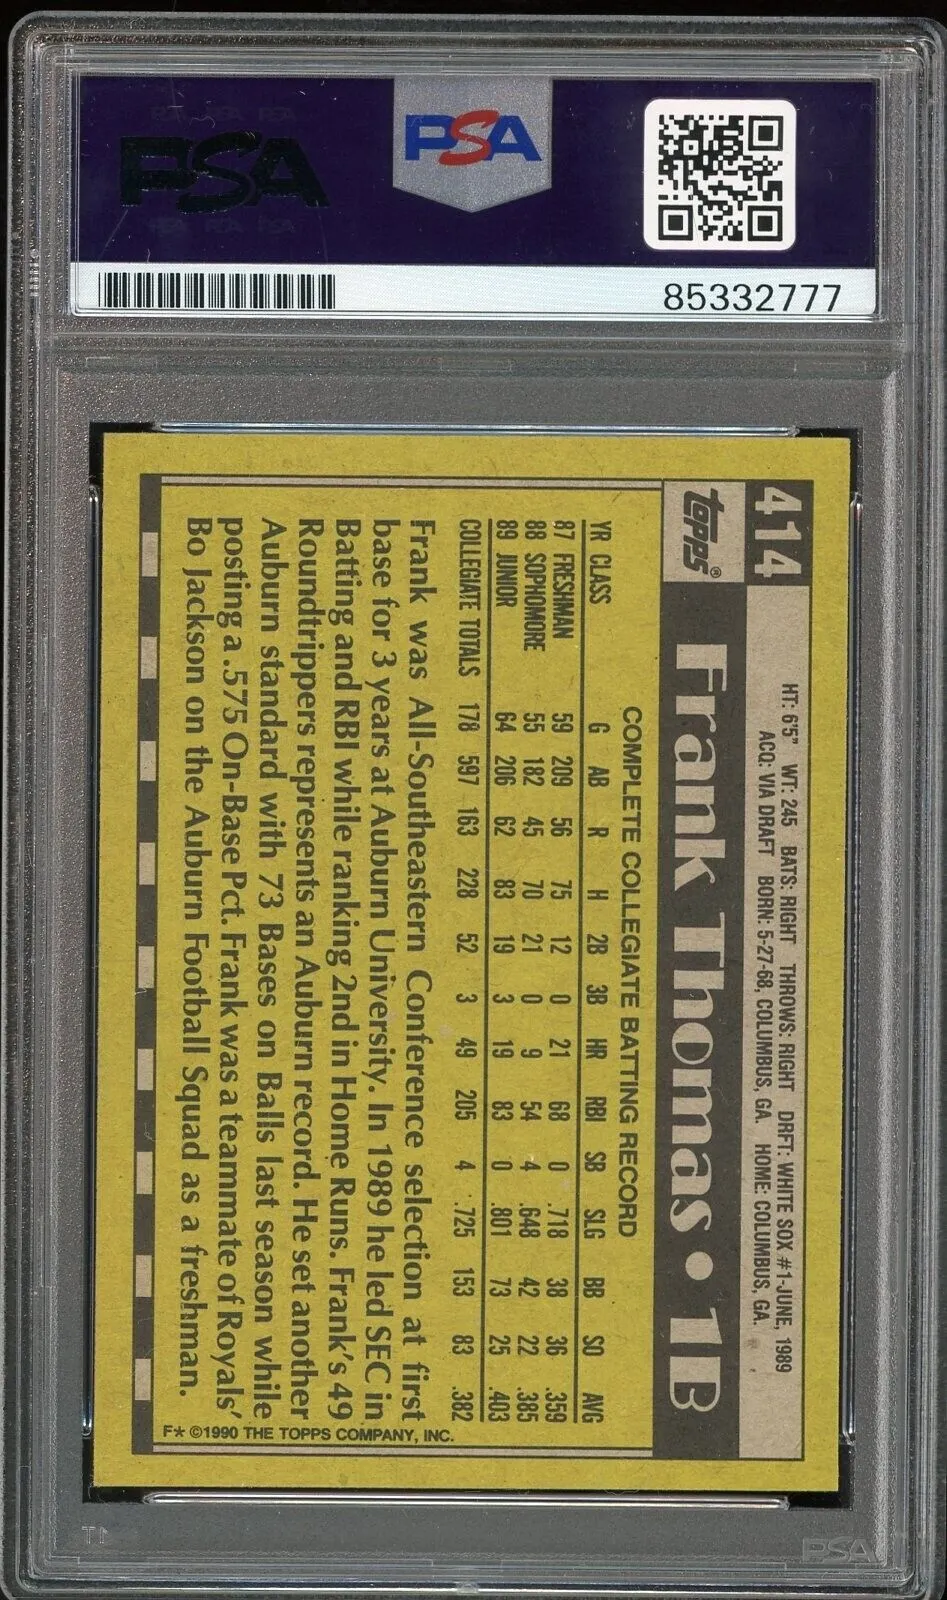 PSA
PSA
85332777
414
HT: 6'5" WT: 245 BATS: RIGHT THROWS: RIGHT DRFT: WHITE SOX #1-JUNE, 1989
ACQ: VIA DRAFT BORN: 5-27-68, COLUMBUS, GA. HOME: COLUMBUS, GA.
topps®
Frank Thomas • 1B
COMPLETE COLLEGIATE BATTING RECORD
YR CLASS G AB R H 2B 3B HR RBI SB SLG BB SO AVG
87 FRESHMAN 59 209 56 75 12 0 21 68 0 .718 38 36 .359
88 SOPHOMORE 55 182 45 70 21 0 9 54 4 .648 42 22 .385
89 JUNIOR 64 206 62 83 19 3 19 83 0 .801 73 25 .403
COLLEGIATE TOTALS 178 597 163 228 52 3 49 205 4 .725 153 83 .382
Frank was All-Southeastern Conference selection at first
base for 3 years at Auburn University. In 1989 he led SEC in
Batting and RBI while ranking 2nd in Home Runs. Frank's 49
Roundtrippers represents an Auburn record. He set another
Auburn standard with 73 Bases on Balls last season while
posting a .575 On-Base Pct. Frank was a teammate of Royals'
Bo Jackson on the Auburn Football Squad as a freshman.
F* ©1990 THE TOPPS COMPANY, INC.
PSA